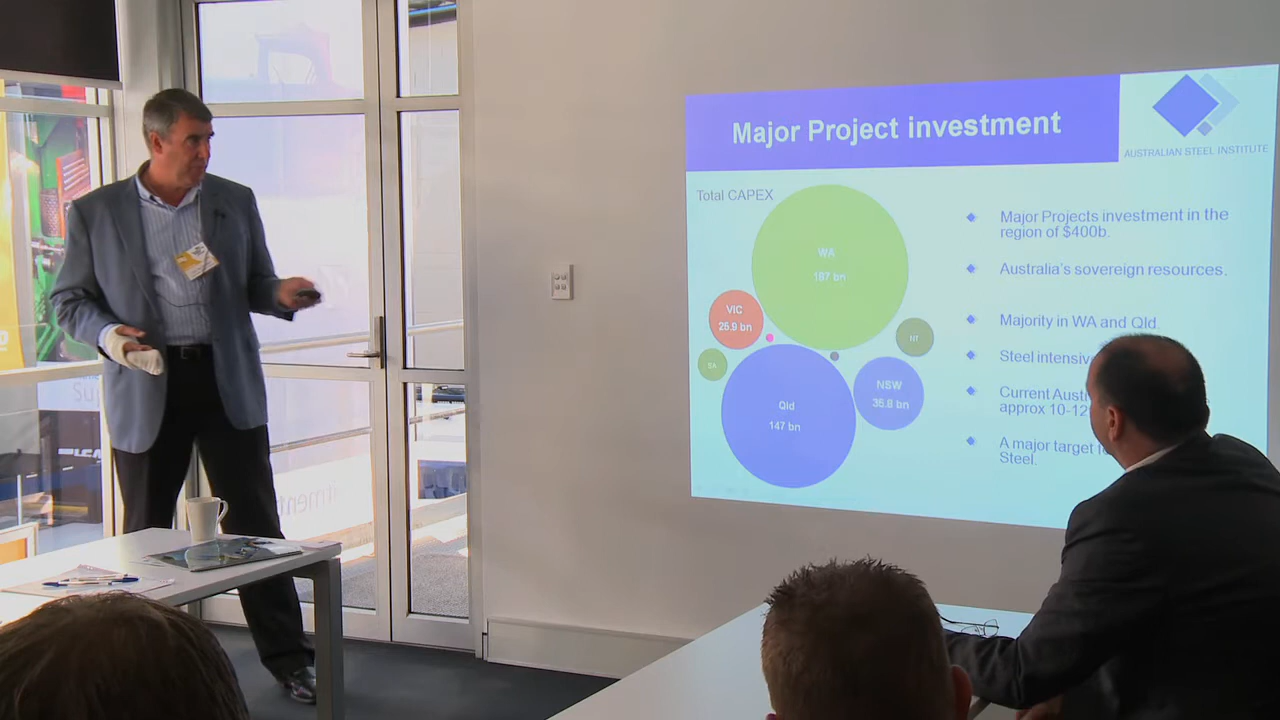 Major Project investment
AUSTRALIAN STEEL INSTITUTE
Total CAPEX
WA
187 bn
VIC
25.9 bn
NT
SA
NSW
35.8 bn
Qld
147 bn
Major Projects investment in the
region of $400b.
Australia's sovereign resources.
Majority in WA and Qld.
Steel intensive
Current
approx 10-12
A major target
Steel.